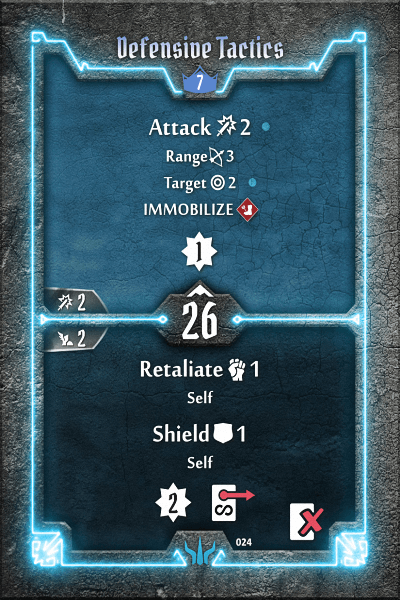 Defensive Tactics
7
Attack 2
Range 3
Target 2
IMMOBILIZE
1
2
26
2
Retaliate 1
Self
Shield 1
Self
2 S
024